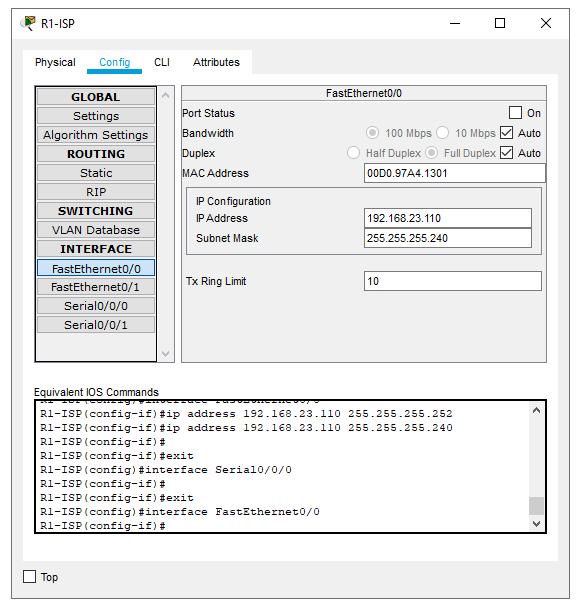 R1-ISP
Physical Config CLI Attributes
GLOBAL
Settings
Algorithm Settings
ROUTING
Static
RIP
SWITCHING
VLAN Database
INTERFACE
FastEthernet0/0
FastEthernet0/1
Serial0/0/0
Serial0/0/1
FastEthernet0/0
Port Status On
Bandwidth 100 Mbps 10 Mbps Auto
Duplex Half Duplex Full Duplex Auto
MAC Address 00D0.97A4.1301
IP Configuration
IP Address 192.168.23.110
Subnet Mask 255.255.255.240
Tx Ring Limit 10
Equivalent IOS Commands
R1-ISP(config)#interface FastEthernet0/0
R1-ISP(config-if)#ip address 192.168.23.110 255.255.255.252
R1-ISP(config-if)#ip address 192.168.23.110 255.255.255.240
R1-ISP(config-if)#
R1-ISP(config-if)#exit
R1-ISP(config)#interface Serial0/0/0
R1-ISP(config-if)#
R1-ISP(config-if)#exit
R1-ISP(config)#interface FastEthernet0/0
R1-ISP(config-if)#
Top